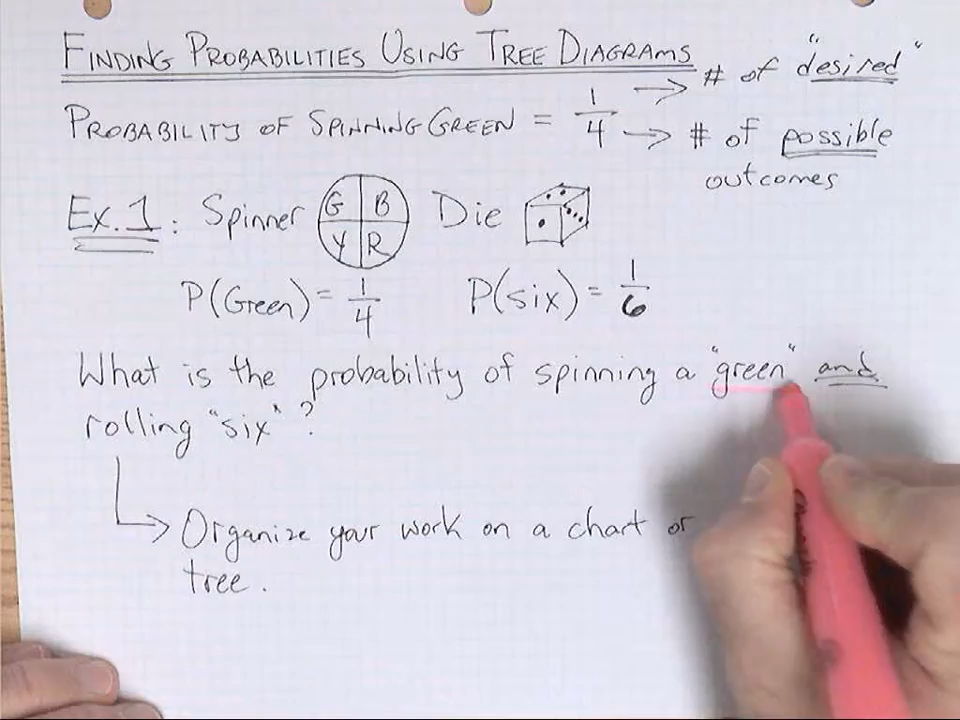 FINDING PROBABILITIES USING TREE DIAGRAMS
PROBABILITY OF SPINNING GREEN = 1/4 → # of "desired"
→ # of possible
outcomes
Ex. 1: Spinner G B Y R Die
P(Green) = 1/4 P(six) = 1/6
What is the probability of spinning a "green" and
rolling "six"?
→ Organize your work on a chart or
tree.